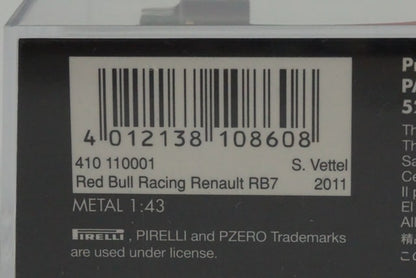 4 012138 108608
410 110001 S. Vettel
Red Bull Racing Renault RB7 2011
METAL 1:43
PIRELLI, PIRELLI and PZERO Trademarks
are used under license.